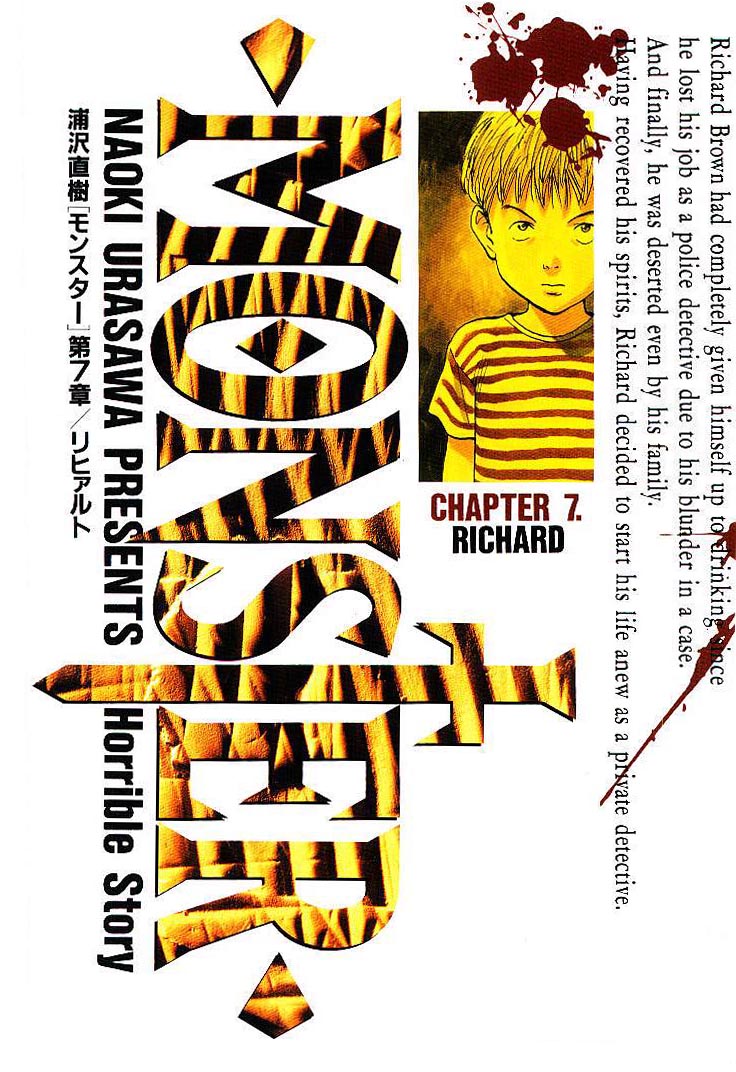 Richard Brown had completely given himself up to drinking since
he lost his job as a police detective due to his blunder in a case.
And finally, he was deserted even by his family.
Having recovered his spirits, Richard decided to start his life anew as a private detective.
CHAPTER 7.
RICHARD
MONSTER
NAOKI URASAWA PRESENTS Horrible Story
浦沢直樹[モンスター]第7章/リヒァルト